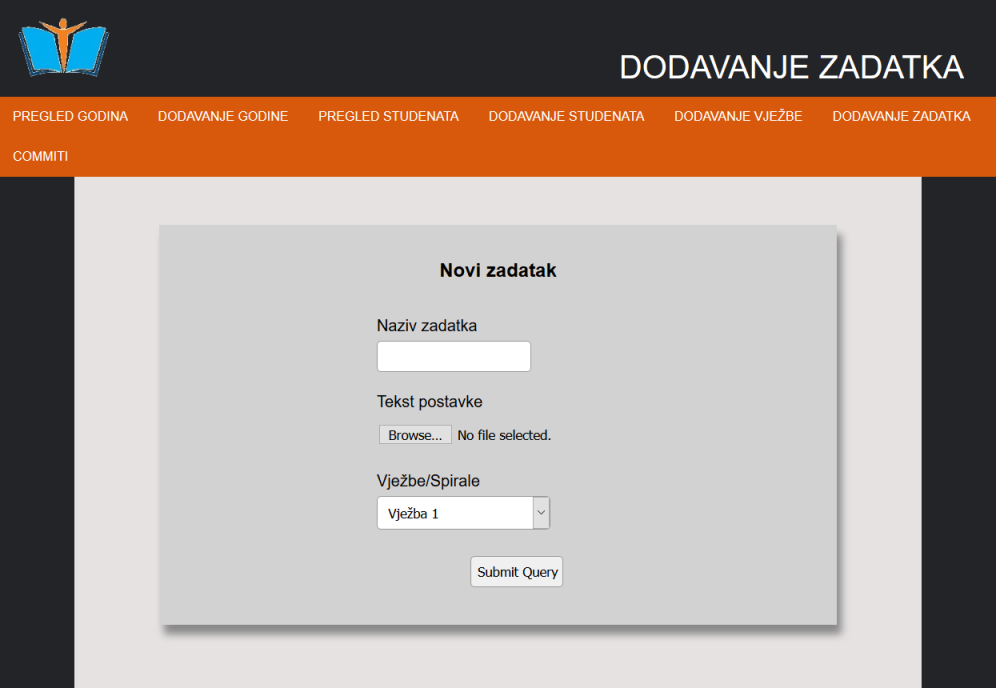 DODAVANJE ZADATKA
PREGLED GODINA DODAVANJE GODINE PREGLED STUDENATA DODAVANJE STUDENATA DODAVANJE VJEŽBE DODAVANJE ZADATKA
COMMITI
Novi zadatak
Naziv zadatka
Tekst postavke
Browse... No file selected.
Vježbe/Spirale
Vježba 1
Submit Query